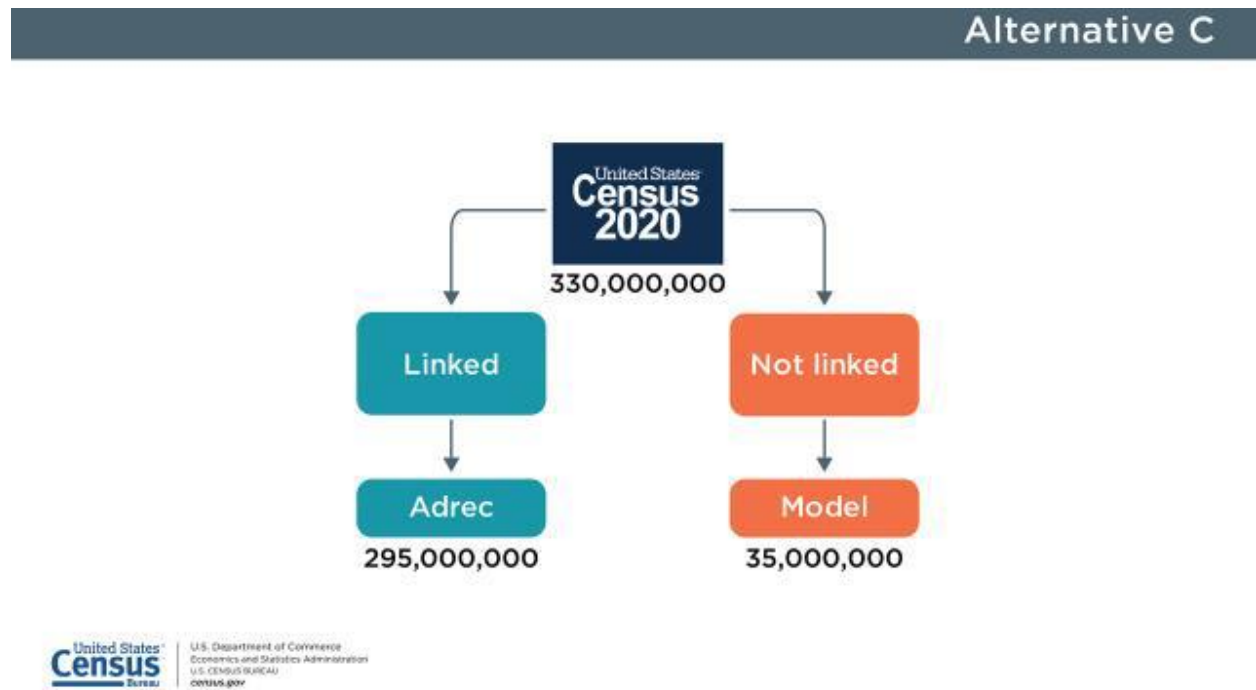 Alternative C
United States
Census
2020
330,000,000
Linked
Not linked
Adrec
Model
295,000,000
35,000,000
United States
Census
Bureau
U.S. Department of Commerce
Economics and Statistics Administration
U.S. CENSUS BUREAU
census.gov